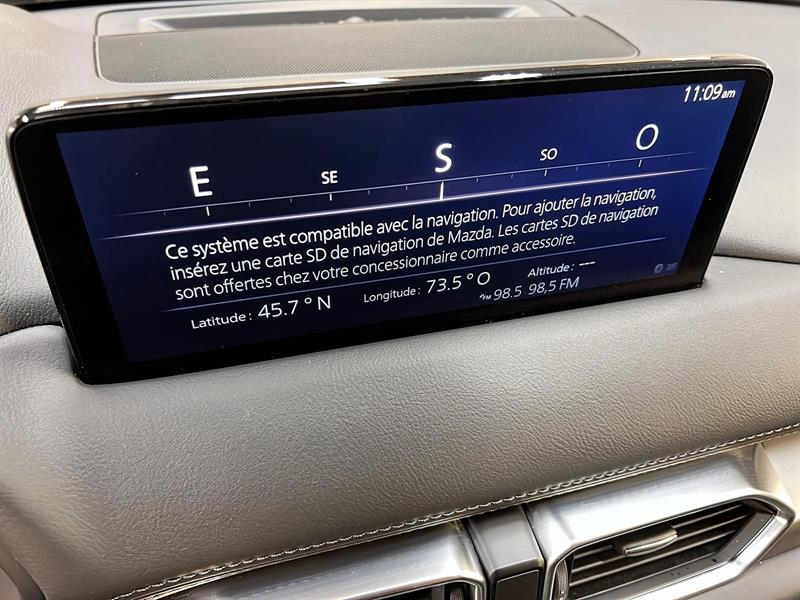 11:09am
E SE S SO O
Ce système est compatible avec la navigation. Pour ajouter la navigation,
insérez une carte SD de navigation de Mazda. Les cartes SD de navigation
sont offertes chez votre concessionnaire comme accessoire.
Latitude: 45.7° N Longitude: 73.5° O Altitude: ---
FM 98.5 98,5 FM